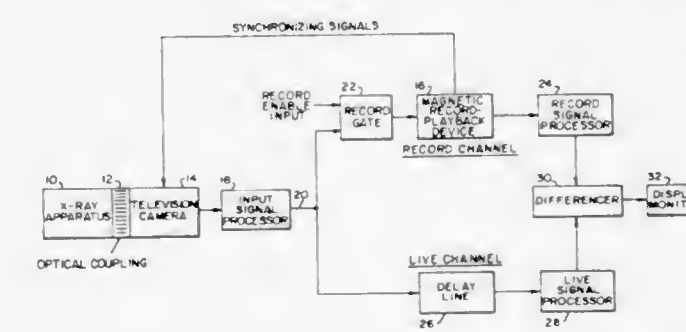 SYNCHRONIZING SIGNALS
RECORD
ENABLE
INPUT
22
RECORD
GATE
16
MAGNETIC
RECORD-
PLAYBACK
DEVICE
RECORD CHANNEL
24
RECORD
SIGNAL
PROCESSOR
10
X-RAY
APPARATUS
12
14
TELEVISION
CAMERA
OPTICAL COUPLING
18
INPUT
SIGNAL
PROCESSOR
20
30
DIFFERENCER
32
DISPL
MONIT
LIVE CHANNEL
DELAY
LINE
26
LIVE
SIGNAL
PROCESSOR
28